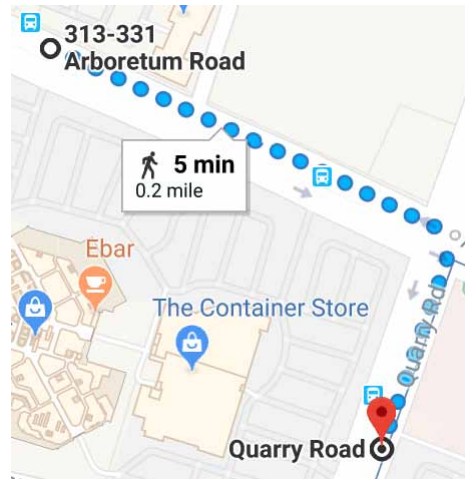 313-331
Arboretum Road
5 min
0.2 mile
Ebar
The Container Store
Quarry Rd
Quarry Road